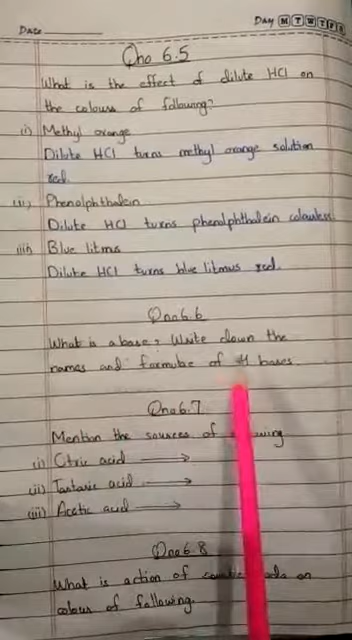 Date
Day M T W T F S
Qno 6.5
What is the effect of dilute HCl on
the colours of following?
(i) Methyl orange
Dilute HCl turns methyl orange solution
red.
(ii) Phenolphthalein
Dilute HCl turns phenolphthalein colourless
(iii) Blue litmus
Dilute HCl turns blue litmus red.
Qno 6.6
What is a base? Write down the
names and formulae of bases.
Qno 6.7
Mention the sources of
(i) Citric acid →
(ii) Tartaric acid →
(iii) Acetic acid →
Qno 6.8
What is action of on
colour of following.